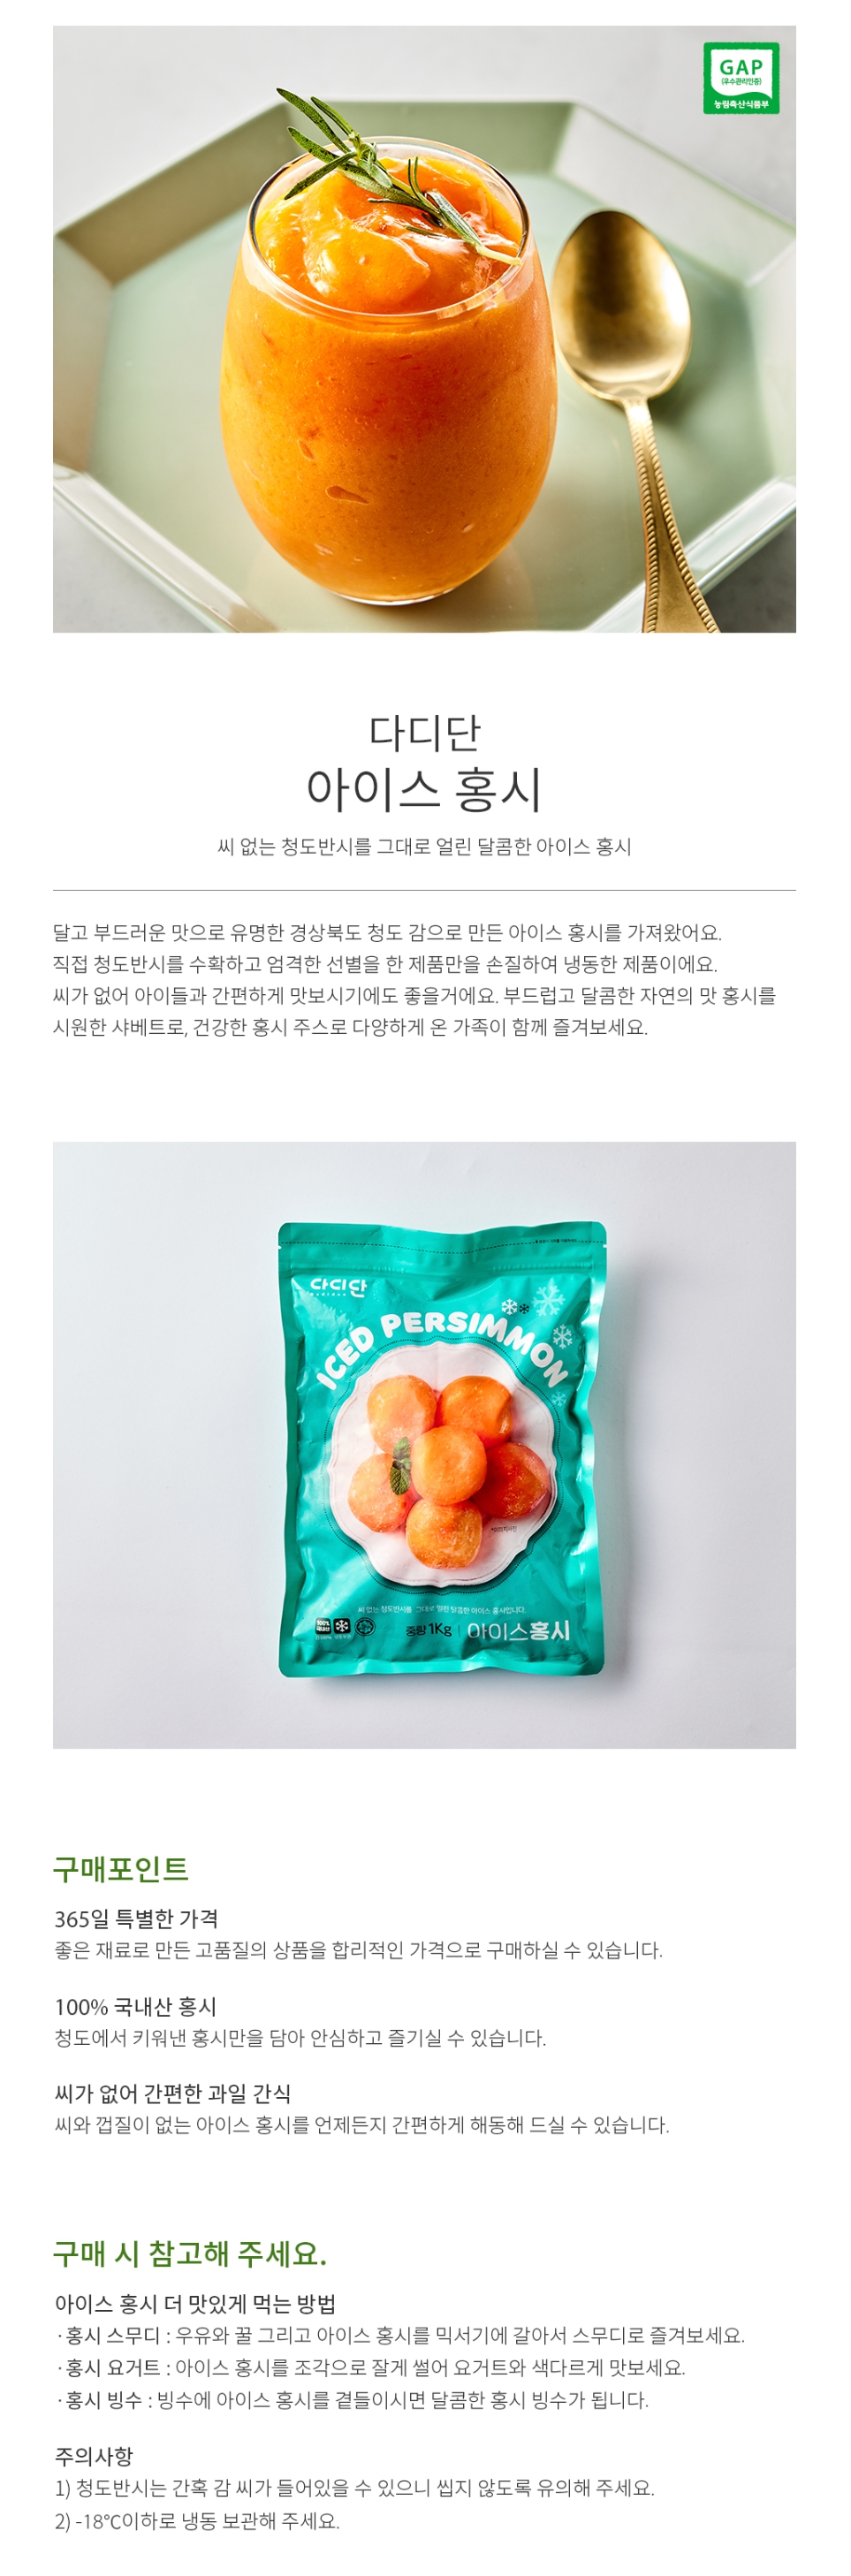 GAP
(우수관리인증)
농림축산식품부
다디단
아이스 홍시
씨 없는 청도반시를 그대로 얼린 달콤한 아이스 홍시
달고 부드러운 맛으로 유명한 경상북도 청도 감으로 만든 아이스 홍시를 가져왔어요.
직접 청도반시를 수확하고 엄격한 선별을 한 제품만을 손질하여 냉동한 제품이에요.
씨가 없어 아이들과 간편하게 맛보시기에도 좋을거에요. 부드럽고 달콤한 자연의 맛 홍시를
시원한 샤베트로, 건강한 홍시 주스로 다양하게 온 가족이 함께 즐겨보세요.
다디단
ICED PERSIMMON
씨 없는 청도반시를 그대로 얼린 달콤한 아이스 홍시입니다.
100%
중량 1Kg | 아이스홍시
구매포인트
365일 특별한 가격
좋은 재료로 만든 고품질의 상품을 합리적인 가격으로 구매하실 수 있습니다.
100% 국내산 홍시
청도에서 키워낸 홍시만을 담아 안심하고 즐기실 수 있습니다.
씨가 없어 간편한 과일 간식
씨와 껍질이 없는 아이스 홍시를 언제든지 간편하게 해동해 드실 수 있습니다.
구매 시 참고해 주세요.
아이스 홍시 더 맛있게 먹는 방법
·홍시 스무디 : 우유와 꿀 그리고 아이스 홍시를 믹서기에 갈아서 스무디로 즐겨보세요.
·홍시 요거트 : 아이스 홍시를 조각으로 잘게 썰어 요거트와 색다르게 맛보세요.
·홍시 빙수 : 빙수에 아이스 홍시를 곁들이시면 달콤한 홍시 빙수가 됩니다.
주의사항
1) 청도반시는 간혹 감 씨가 들어있을 수 있으니 씹지 않도록 유의해 주세요.
2) -18℃이하로 냉동 보관해 주세요.